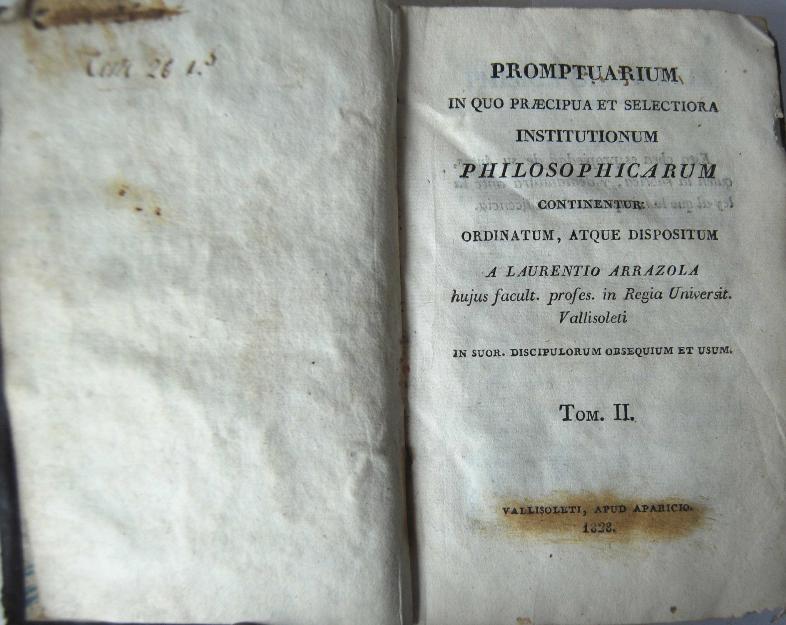 26
PROMPTUARIUM
IN QUO PRÆCIPUA ET SELECTIORA
INSTITUTIONUM
PHILOSOPHICARUM
CONTINENTUR:
ORDINATUM, ATQUE DISPOSITUM
A LAURENTIO ARRAZOLA
hujus facult. profes. in Regia Universit.
Vallisoleti
IN SUOR. DISCIPULORUM OBSEQUIUM ET USUM.
Tom. II.
VALLISOLETI, APUD APARICIO.
1828.